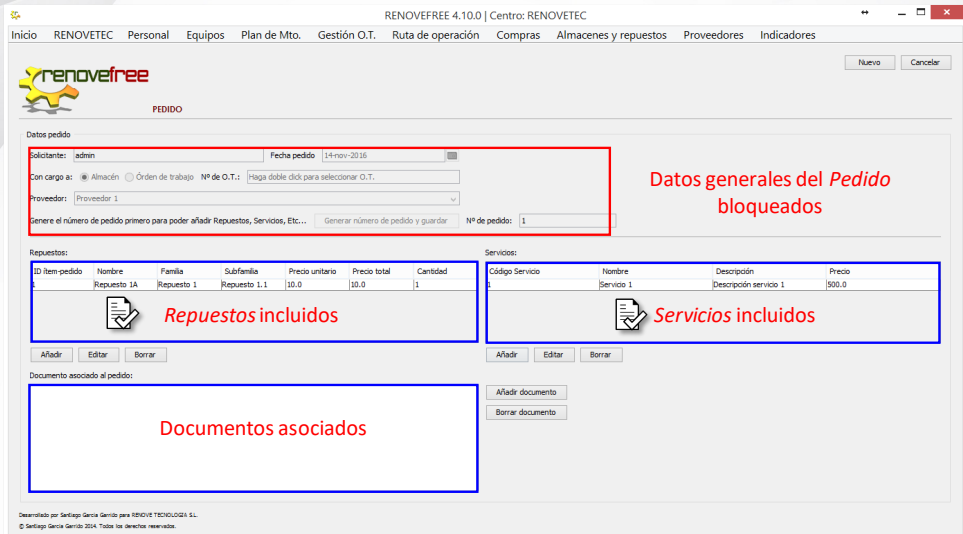 RENOVEFREE 4.10.0 | Centro: RENOVETEC
Inicio RENOVETEC Personal Equipos Plan de Mto. Gestión O.T. Ruta de operación Compras Almacenes y repuestos Proveedores Indicadores
Nuevo Cancelar
renovefree
PEDIDO
Datos pedido
Solicitante: admin Fecha pedido 14-nov-2016
Con cargo a: Almacén Órden de trabajo Nº de O.T.: Haga doble click para seleccionar O.T.
Proveedor: Proveedor 1
Genere el número de pedido primero para poder añadir Repuestos, Servicios, Etc... Generar número de pedido y guardar Nº de pedido: 1
Datos generales del Pedido
bloqueados
Repuestos:
ID ítem-pedido Nombre Familia Subfamilia Precio unitario Precio total Cantidad
1 Repuesto 1A Repuesto 1 Repuesto 1.1 10.0 10.0 1
Repuestos incluidos
Añadir Editar Borrar
Servicios:
Código Servicio Nombre Descripción Precio
1 Servicio 1 Descripción servicio 1 500.0
Servicios incluidos
Añadir Editar Borrar
Documento asociado al pedido:
Documentos asociados
Añadir documento
Borrar documento
Desarrollado por Santiago Garcia Garrido para RENOVE TECNOLOGÍA S.L.
© Santiago Garcia Garrido 2014. Todos los derechos reservados.